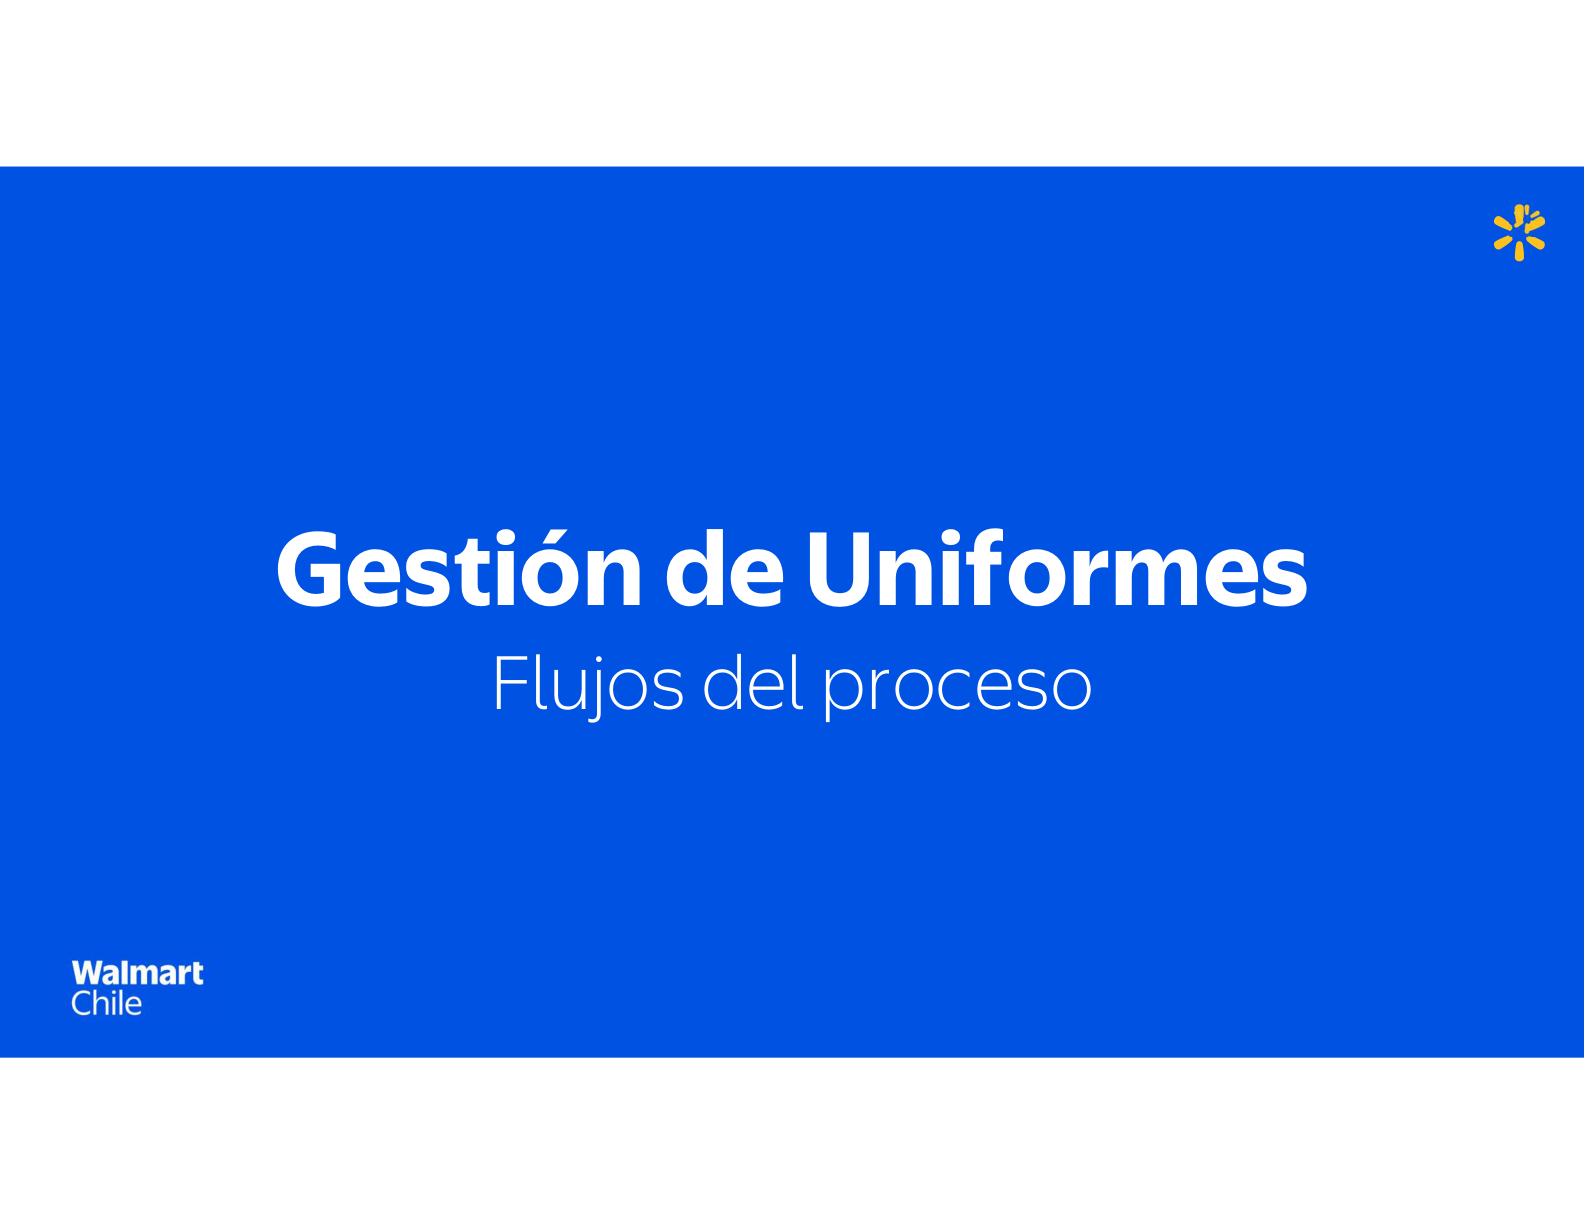 Gestión de Uniformes
Flujos del proceso
Walmart
Chile